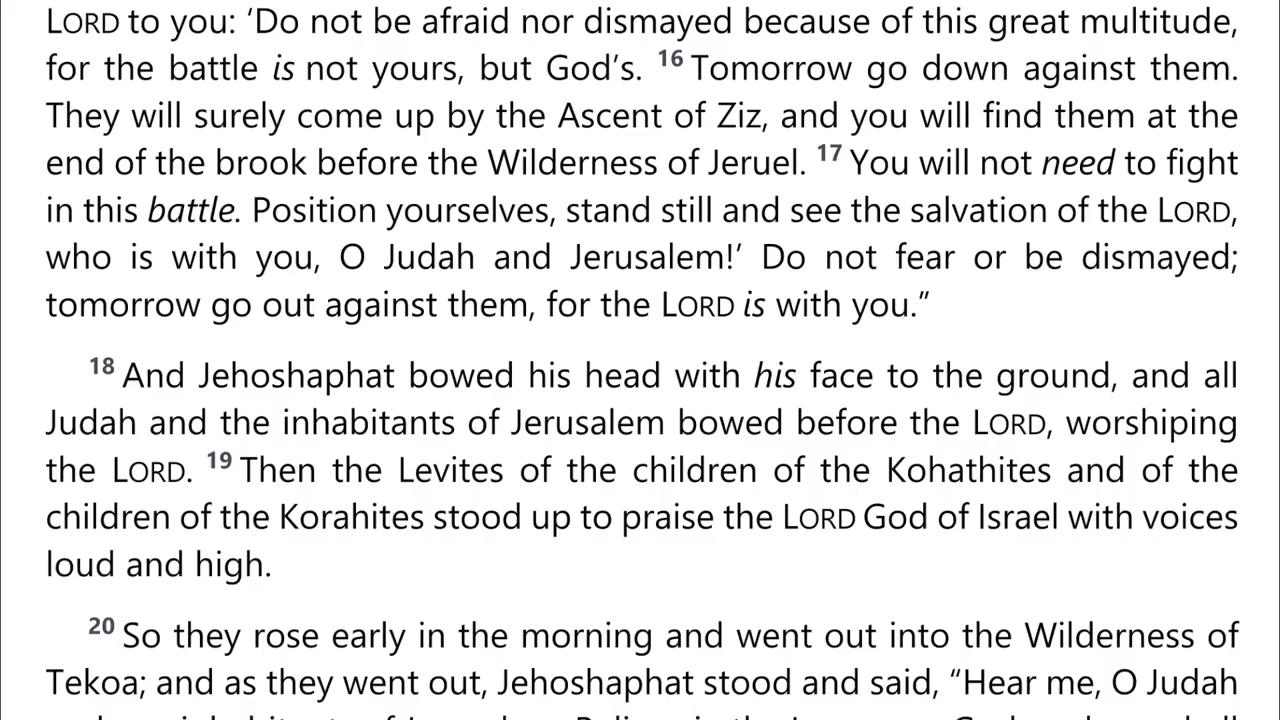 LORD to you: ‘Do not be afraid nor dismayed because of this great multitude,
for the battle is not yours, but God’s. 16 Tomorrow go down against them.
They will surely come up by the Ascent of Ziz, and you will find them at the
end of the brook before the Wilderness of Jeruel. 17 You will not need to fight
in this battle. Position yourselves, stand still and see the salvation of the LORD,
who is with you, O Judah and Jerusalem!’ Do not fear or be dismayed;
tomorrow go out against them, for the LORD is with you.”
18 And Jehoshaphat bowed his head with his face to the ground, and all
Judah and the inhabitants of Jerusalem bowed before the LORD, worshiping
the LORD. 19 Then the Levites of the children of the Kohathites and of the
children of the Korahites stood up to praise the LORD God of Israel with voices
loud and high.
20 So they rose early in the morning and went out into the Wilderness of
Tekoa; and as they went out, Jehoshaphat stood and said, “Hear me, O Judah